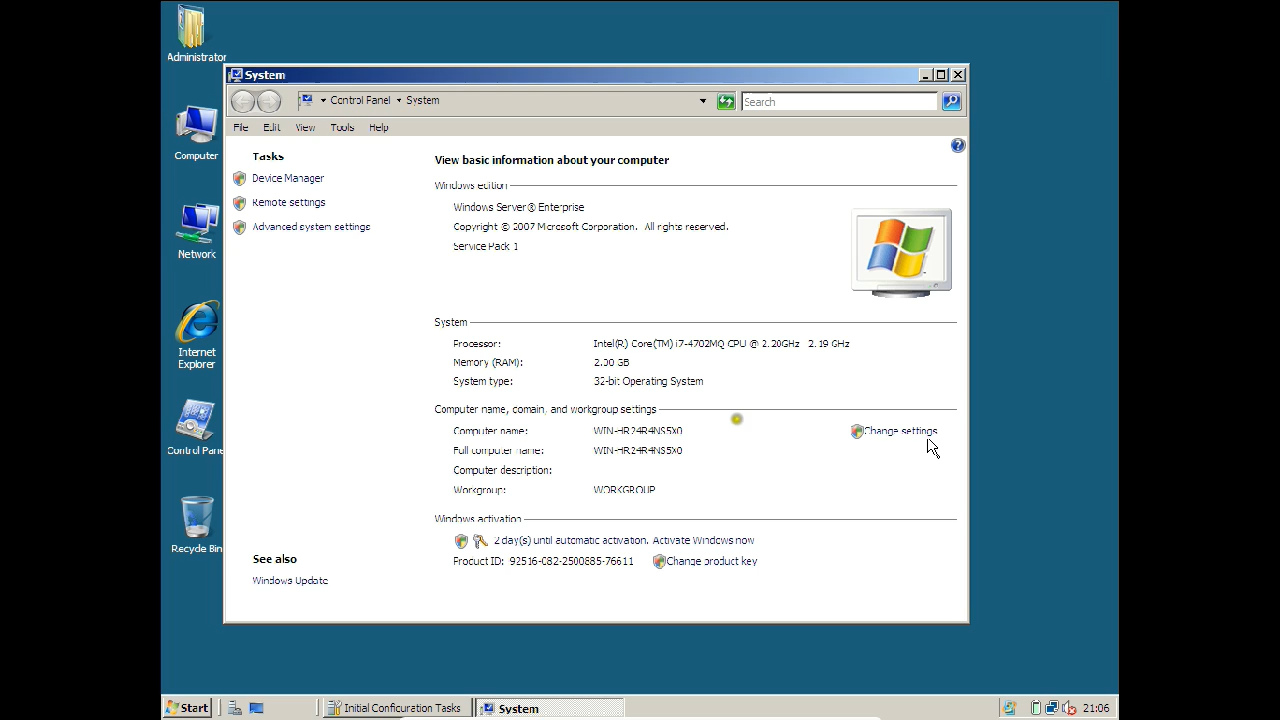 Administrator
Computer
Network
Internet
Explorer
Control Pane
Recycle Bin
System
Control Panel
System
Search
File
Edit
View
Tools
Help
Tasks
Device Manager
Remote settings
Advanced system settings
See also
Windows Update
View basic information about your computer
Windows edition
Windows Server® Enterprise
Copyright © 2007 Microsoft Corporation. All rights reserved.
Service Pack 1
System
Processor: Intel(R) Core(TM) i7-4702MQ CPU @ 2.20GHz 2.19 GHz
Memory (RAM): 2.00 GB
System type: 32-bit Operating System
Computer name, domain, and workgroup settings
Computer name: WIN-HR24R4NS5X0
Change settings
Full computer name: WIN-HR24R4NS5X0
Computer description:
Workgroup: WORKGROUP
Windows activation
2 day(s) until automatic activation. Activate Windows now
Product ID: 92516-082-2500885-76611 Change product key
Start
Initial Configuration Tasks
System
21:06